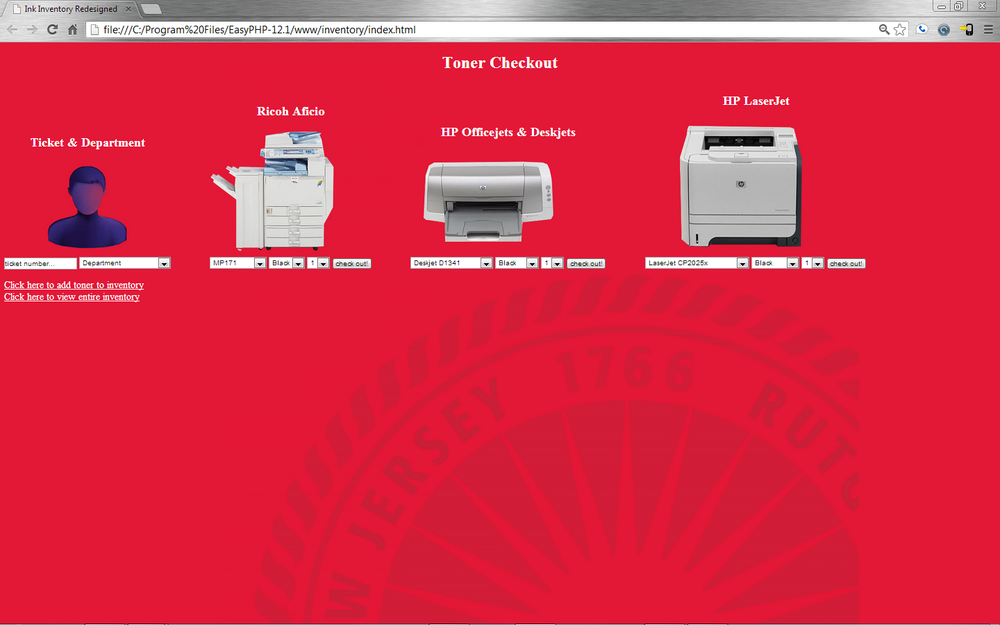 Ink Inventory Redesigned
file:///C:/Program%20Files/EasyPHP-12.1/www/inventory/index.html
Toner Checkout
Ticket & Department
Ricoh Aficio
HP Officejets & Deskjets
HP LaserJet
ticket number... Department
MP171 Black 1 check out!
Deskjet D1341 Black 1 check out!
LaserJet CP2025x Black 1 check out!
Click here to add toner to inventory
Click here to view entire inventory
W JERSEY 1766 RUTG